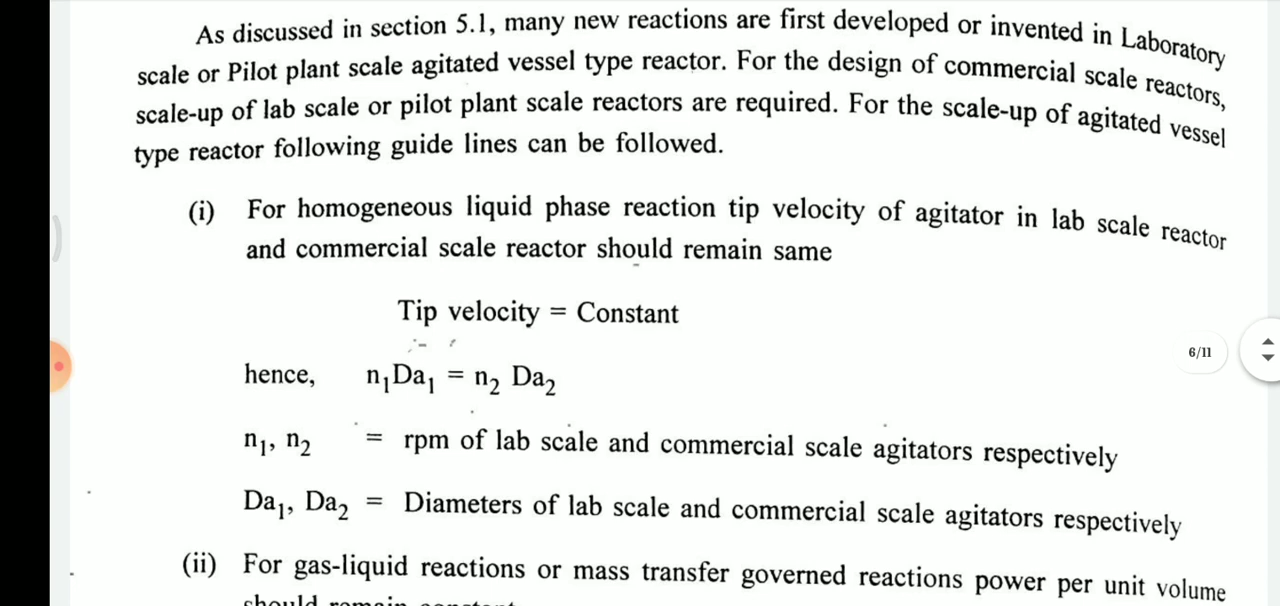 As discussed in section 5.1, many new reactions are first developed or invented in Laboratory
scale or Pilot plant scale agitated vessel type reactor. For the design of commercial scale reactors,
scale-up of lab scale or pilot plant scale reactors are required. For the scale-up of agitated vessel
type reactor following guide lines can be followed.
(i) For homogeneous liquid phase reaction tip velocity of agitator in lab scale reactor
and commercial scale reactor should remain same
Tip velocity = Constant
hence, n₁Da₁ = n₂ Da₂
6/11
n₁, n₂ = rpm of lab scale and commercial scale agitators respectively
Da₁, Da₂ = Diameters of lab scale and commercial scale agitators respectively
(ii) For gas-liquid reactions or mass transfer governed reactions power per unit volume
should remain constant